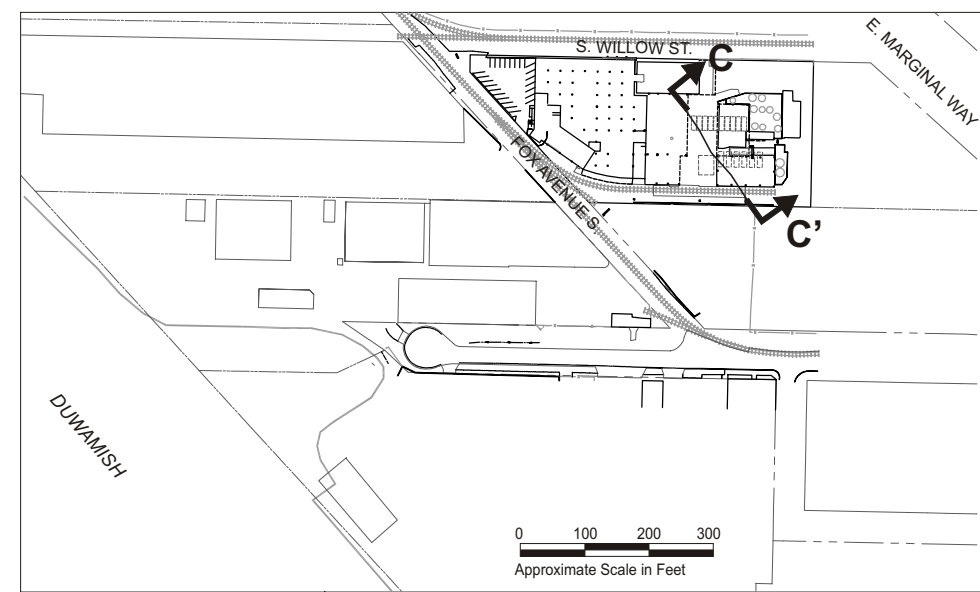 S. WILLOW ST.
E. MARGINAL WAY
C
FOX AVENUE S.
C’
DUWAMISH
0 100 200 300
Approximate Scale in Feet